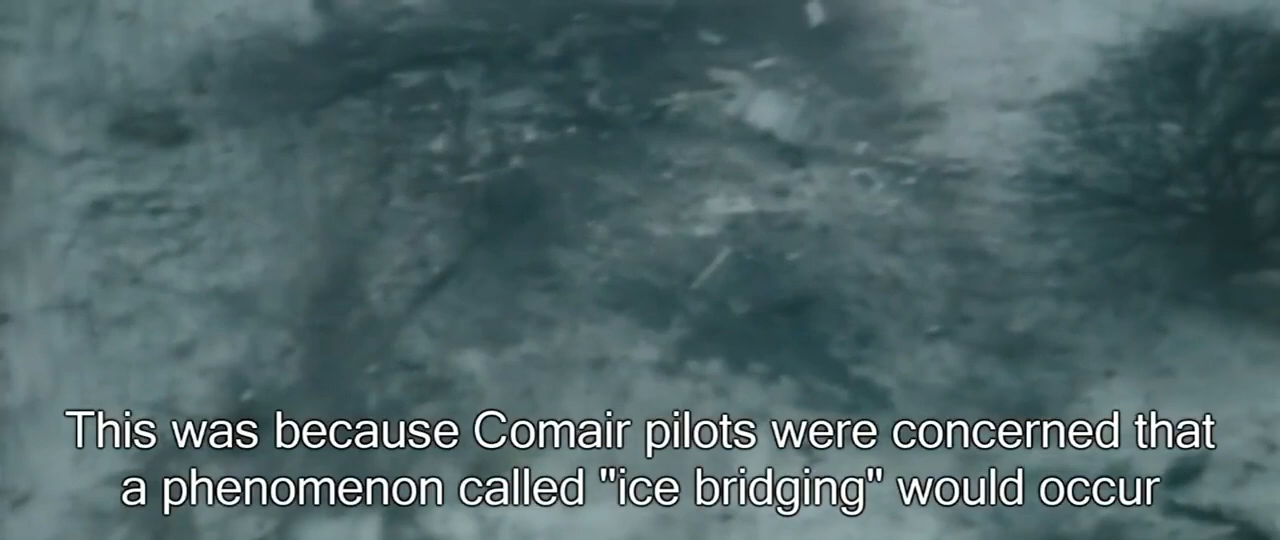 This was because Comair pilots were concerned that
a phenomenon called "ice bridging" would occur